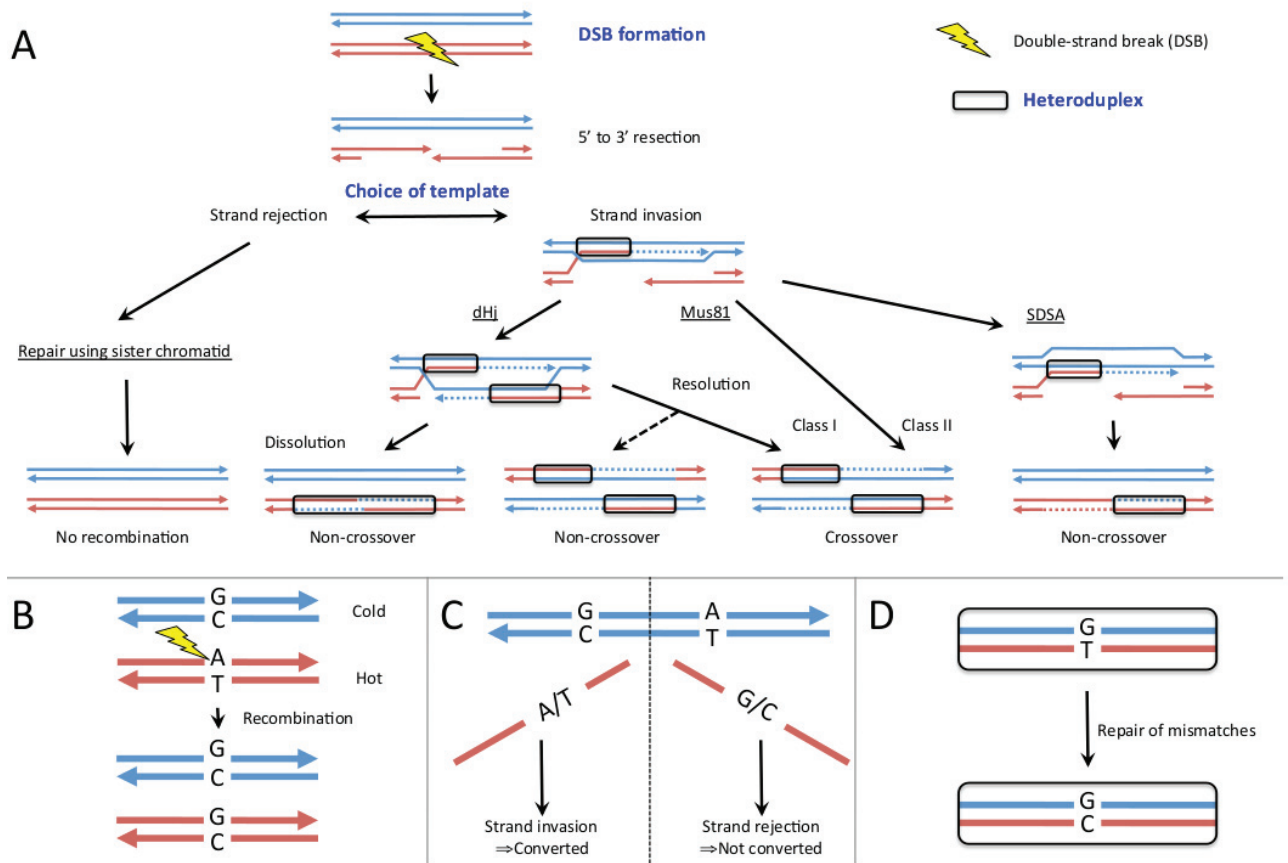 A
DSB formation
Double-strand break (DSB)
Heteroduplex
5' to 3' resection
Choice of template
Strand rejection
Strand invasion
dHj
Mus81
SDSA
Repair using sister chromatid
Resolution
Dissolution
Class I
Class II
No recombination
Non-crossover
Non-crossover
Crossover
Non-crossover
B
G
C
Cold
A
T
Hot
Recombination
G
C
G
C
C
G
C
A
T
A/T
G/C
Strand invasion
⇒Converted
Strand rejection
⇒Not converted
D
G
T
Repair of mismatches
G
C